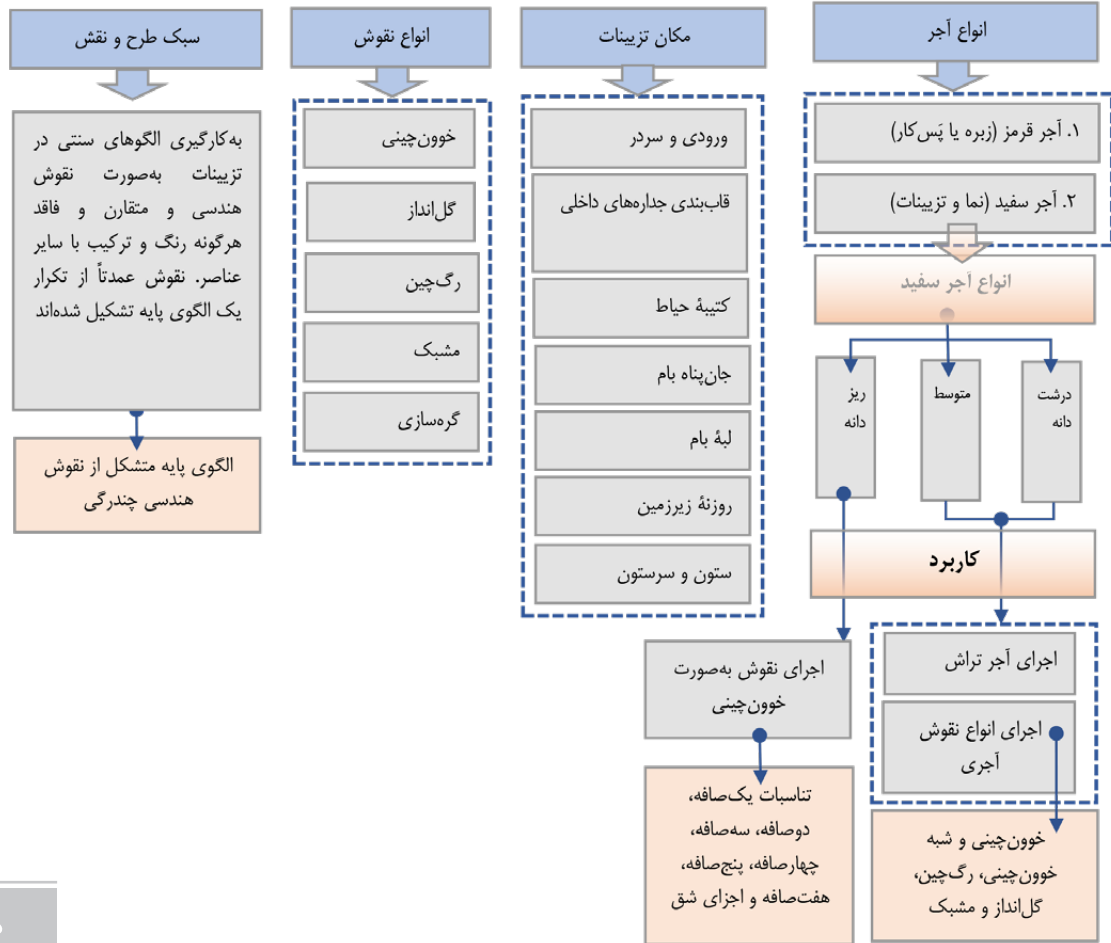 انواع آجر
۱. آجر قرمز (زبره یا پَس‌کار)
۲. آجر سفید (نما و تزیینات)
انواع آجر سفید
درشت
دانه
متوسط
ریز
دانه
کاربرد
اجرای آجر تراش
اجرای انواع نقوش
آجری
خوون‌چینی و شبه
خوون‌چینی، رگ‌چین،
گل‌انداز و مشبک
اجرای نقوش به‌صورت
خوون‌چینی
تناسبات یک‌صافه،
دوصافه، سه‌صافه،
چهارصافه، پنج‌صافه،
هفت‌صافه و اجزای شق
مکان تزیینات
ورودی و سردر
قاب‌بندی جداره‌های داخلی
کتیبهٔ حیاط
جان‌پناه بام
لبهٔ بام
روزنهٔ زیرزمین
ستون و سرستون
انواع نقوش
خوون‌چینی
گل‌انداز
رگ‌چین
مشبک
گره‌سازی
سبک طرح و نقش
به‌کارگیری الگوهای سنتی در
تزیینات به‌صورت نقوش
هندسی و متقارن و فاقد
هرگونه رنگ و ترکیب با سایر
عناصر. نقوش عمدتاً از تکرار
یک الگوی پایه تشکیل شده‌اند
الگوی پایه متشکل از نقوش
هندسی چندرگی